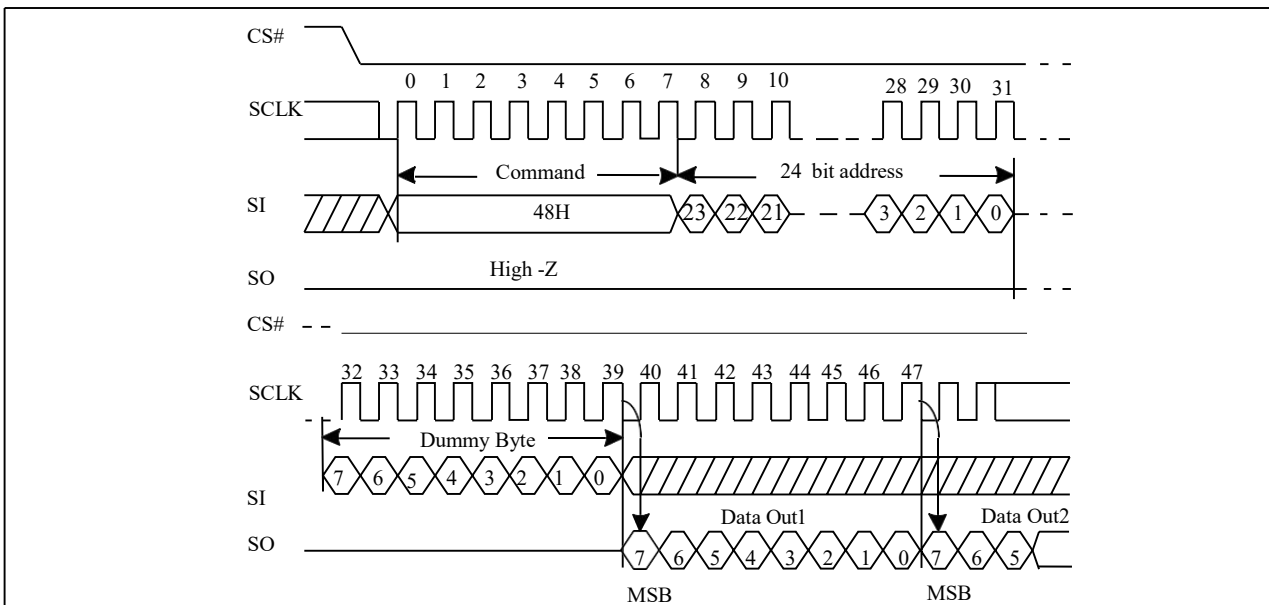 CS#
0 1 2 3 4 5 6 7 8 9 10 28 29 30 31
SCLK
Command 24 bit address
SI 48H 23 22 21 3 2 1 0
High -Z
SO
CS#
32 33 34 35 36 37 38 39 40 41 42 43 44 45 46 47
SCLK
Dummy Byte
7 6 5 4 3 2 1 0
SI
Data Out1 Data Out2
SO
7 6 5 4 3 2 1 0 7 6 5
MSB MSB